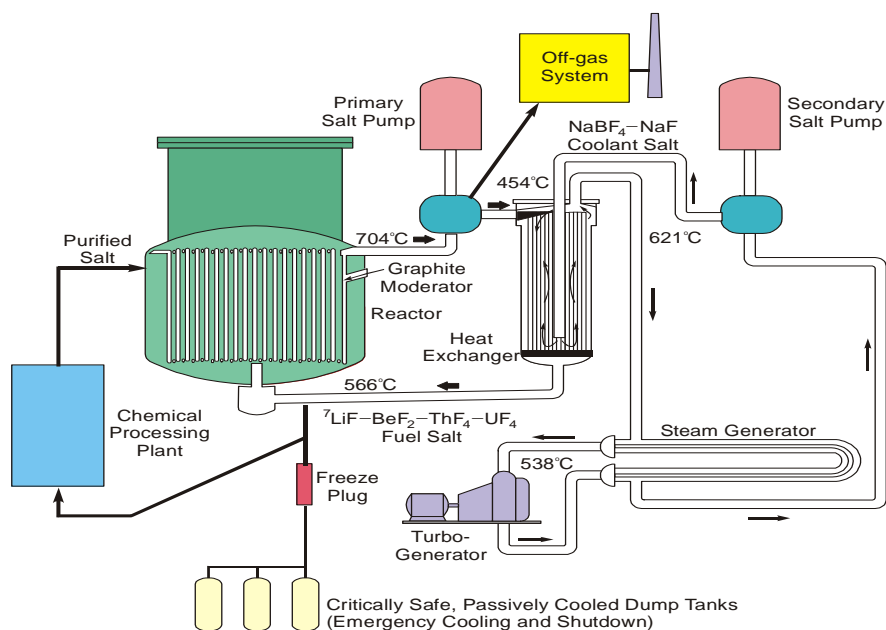 Off-gas
System
Primary
Salt Pump
Secondary
Salt Pump
NaBF₄–NaF
Coolant Salt
454°C
Purified
Salt
704°C
621°C
Graphite
Moderator
Reactor
Heat
Exchanger
566°C
⁷LiF–BeF₂–ThF₄–UF₄
Fuel Salt
Chemical
Processing
Plant
Steam Generator
538°C
Freeze
Plug
Turbo-
Generator
Critically Safe, Passively Cooled Dump Tanks
(Emergency Cooling and Shutdown)